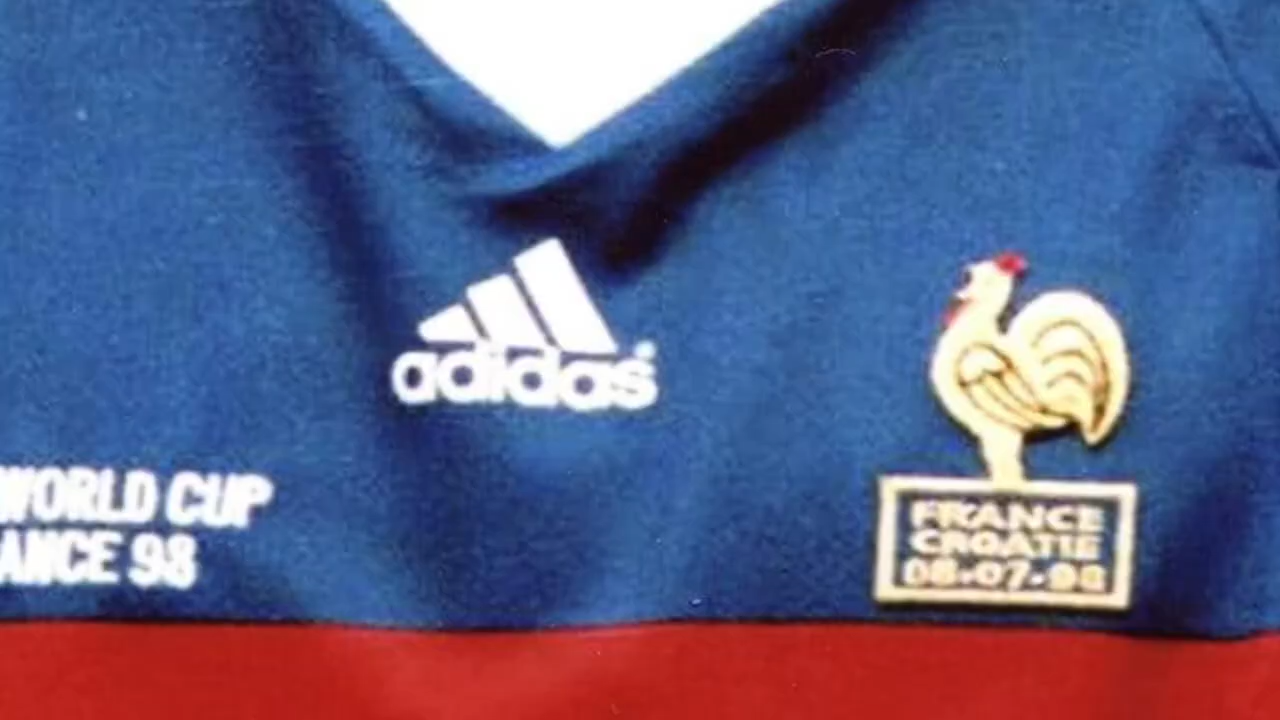 adidas
WORLD CUP
ANCE 98
FRANCE
CROATIE
08-07-98